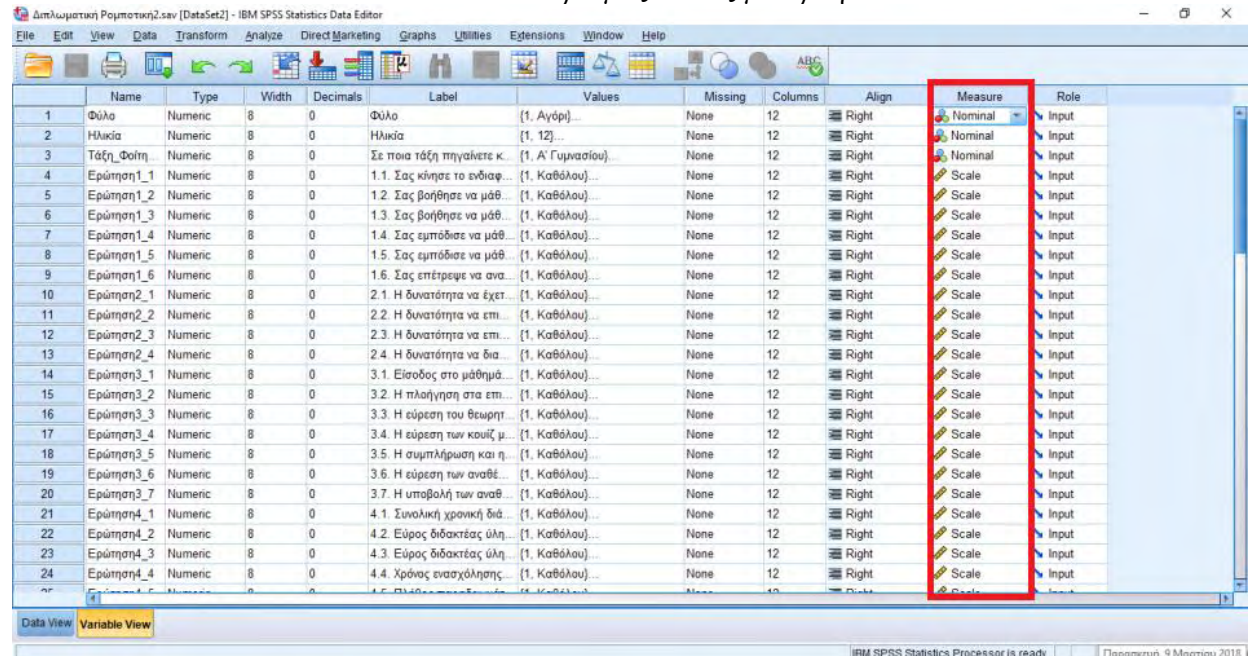 Διπλωματική Ρομποτική2.sav [DataSet2] - IBM SPSS Statistics Data Editor
File Edit View Data Transform Analyze Direct Marketing Graphs Utilities Extensions Window Help
Name Type Width Decimals Label Values Missing Columns Align Measure Role
1 Φύλο Numeric 8 0 Φύλο {1, Αγόρι}... None 12 Right Nominal Input
2 Ηλικία Numeric 8 0 Ηλικία {1, 12}... None 12 Right Nominal Input
3 Τάξη_Φοίτη... Numeric 8 0 Σε ποια τάξη πηγαίνετε κ... {1, Α' Γυμνασίου}... None 12 Right Nominal Input
4 Ερώτηση1_1 Numeric 8 0 1.1. Σας κίνησε το ενδιαφ... {1, Καθόλου}... None 12 Right Scale Input
5 Ερώτηση1_2 Numeric 8 0 1.2. Σας βοήθησε να μάθ... {1, Καθόλου}... None 12 Right Scale Input
6 Ερώτηση1_3 Numeric 8 0 1.3. Σας βοήθησε να μάθ... {1, Καθόλου}... None 12 Right Scale Input
7 Ερώτηση1_4 Numeric 8 0 1.4. Σας εμπόδισε να μάθ... {1, Καθόλου}... None 12 Right Scale Input
8 Ερώτηση1_5 Numeric 8 0 1.5. Σας εμπόδισε να μάθ... {1, Καθόλου}... None 12 Right Scale Input
9 Ερώτηση1_6 Numeric 8 0 1.6. Σας επέτρεψε να ανα... {1, Καθόλου}... None 12 Right Scale Input
10 Ερώτηση2_1 Numeric 8 0 2.1. Η δυνατότητα να έχετ... {1, Καθόλου}... None 12 Right Scale Input
11 Ερώτηση2_2 Numeric 8 0 2.2. Η δυνατότητα να επι... {1, Καθόλου}... None 12 Right Scale Input
12 Ερώτηση2_3 Numeric 8 0 2.3. Η δυνατότητα να επι... {1, Καθόλου}... None 12 Right Scale Input
13 Ερώτηση2_4 Numeric 8 0 2.4. Η δυνατότητα να δια... {1, Καθόλου}... None 12 Right Scale Input
14 Ερώτηση3_1 Numeric 8 0 3.1. Είσοδος στο μάθημά... {1, Καθόλου}... None 12 Right Scale Input
15 Ερώτηση3_2 Numeric 8 0 3.2. Η πλοήγηση στα επι... {1, Καθόλου}... None 12 Right Scale Input
16 Ερώτηση3_3 Numeric 8 0 3.3. Η εύρεση του θεωρητ... {1, Καθόλου}... None 12 Right Scale Input
17 Ερώτηση3_4 Numeric 8 0 3.4. Η εύρεση των κουίζ μ... {1, Καθόλου}... None 12 Right Scale Input
18 Ερώτηση3_5 Numeric 8 0 3.5. Η συμπλήρωση και η... {1, Καθόλου}... None 12 Right Scale Input
19 Ερώτηση3_6 Numeric 8 0 3.6. Η εύρεση των αναθέ... {1, Καθόλου}... None 12 Right Scale Input
20 Ερώτηση3_7 Numeric 8 0 3.7. Η υποβολή των αναθ... {1, Καθόλου}... None 12 Right Scale Input
21 Ερώτηση4_1 Numeric 8 0 4.1. Συνολική χρονική διά... {1, Καθόλου}... None 12 Right Scale Input
22 Ερώτηση4_2 Numeric 8 0 4.2. Εύρος διδακτέας ύλη... {1, Καθόλου}... None 12 Right Scale Input
23 Ερώτηση4_3 Numeric 8 0 4.3. Εύρος διδακτέας ύλη... {1, Καθόλου}... None 12 Right Scale Input
24 Ερώτηση4_4 Numeric 8 0 4.4. Χρόνος ενασχόλησης... {1, Καθόλου}... None 12 Right Scale Input
Data View Variable View
IBM SPSS Statistics Processor is ready
Παρασκευή, 9 Μαρτίου 2018